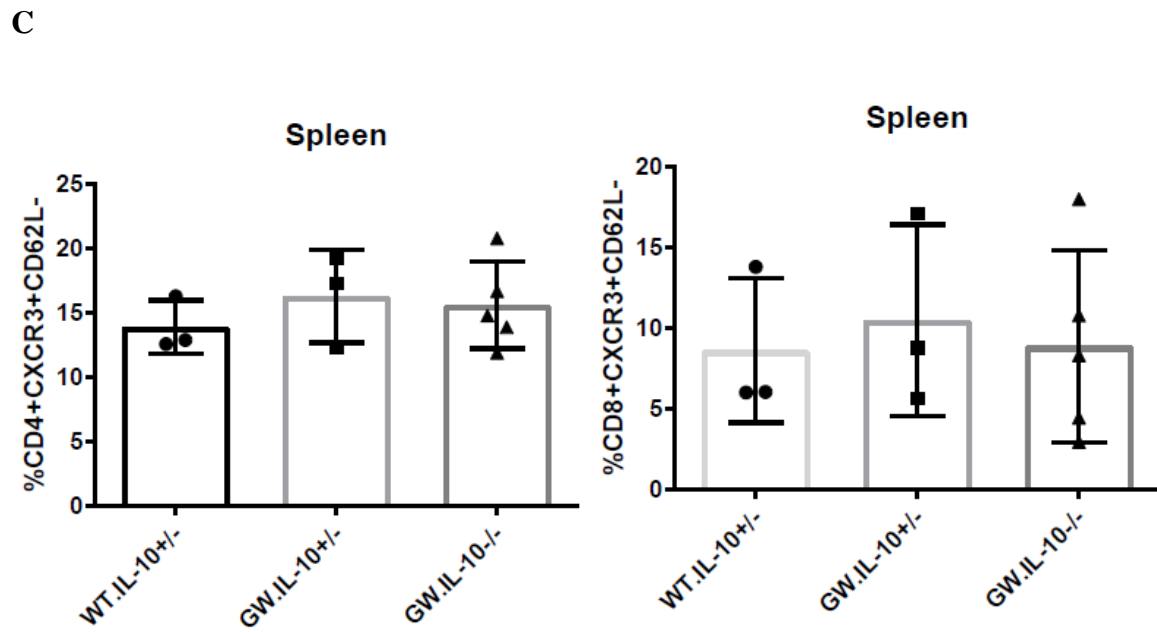 C
Spleen
%CD4+CXCR3+CD62L-
25
20
15
10
5
0
WT.IL-10+/-
GW.IL-10+/-
GW.IL-10-/-
Spleen
%CD8+CXCR3+CD62L-
20
15
10
5
0
WT.IL-10+/-
GW.IL-10+/-
GW.IL-10-/-